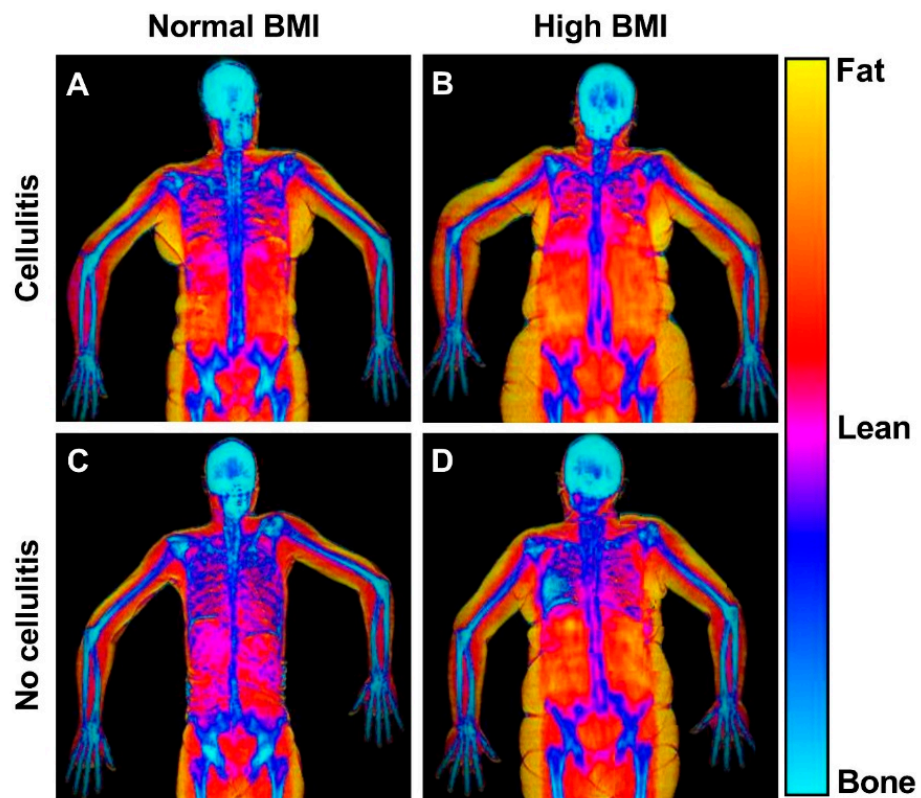 Normal BMI
High BMI
Cellulitis
A
B
Fat
Lean
No cellulitis
C
D
Bone